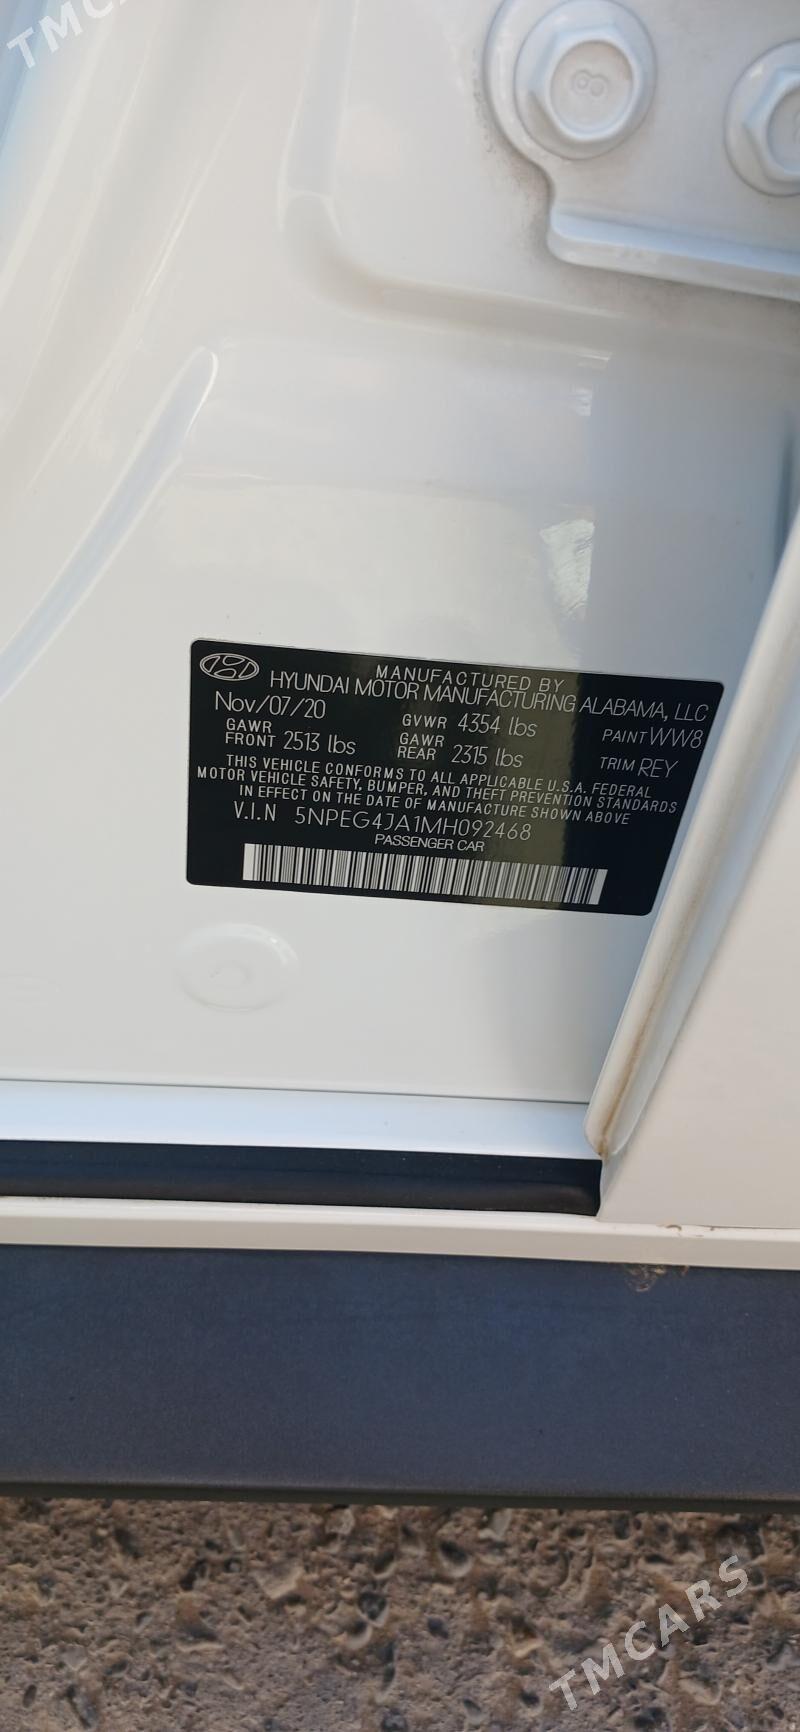 TMCA
8
MANUFACTURED BY
HYUNDAI MOTOR MANUFACTURING ALABAMA, LLC
Nov/07/20 GVWR 4354 lbs PAINT WW8
GAWR FRONT 2513 lbs GAWR REAR 2315 lbs TRIM REY
THIS VEHICLE CONFORMS TO ALL APPLICABLE U.S.A. FEDERAL
MOTOR VEHICLE SAFETY, BUMPER, AND THEFT PREVENTION STANDARDS
IN EFFECT ON THE DATE OF MANUFACTURE SHOWN ABOVE
V.I.N 5NPEG4JA1MH092468
PASSENGER CAR
TMCARS